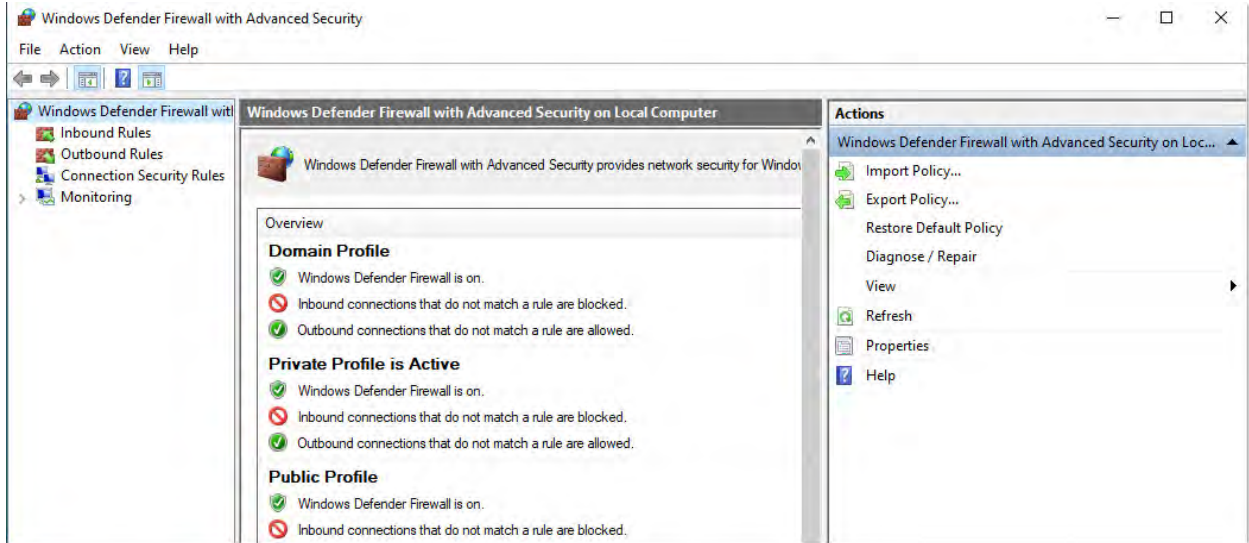 Windows Defender Firewall with Advanced Security
File Action View Help
Windows Defender Firewall witl
Inbound Rules
Outbound Rules
Connection Security Rules
Monitoring
Windows Defender Firewall with Advanced Security on Local Computer
Windows Defender Firewall with Advanced Security provides network security for Window
Overview
Domain Profile
Windows Defender Firewall is on.
Inbound connections that do not match a rule are blocked.
Outbound connections that do not match a rule are allowed.
Private Profile is Active
Windows Defender Firewall is on.
Inbound connections that do not match a rule are blocked.
Outbound connections that do not match a rule are allowed.
Public Profile
Windows Defender Firewall is on.
Inbound connections that do not match a rule are blocked.
Actions
Windows Defender Firewall with Advanced Security on Loc...
Import Policy...
Export Policy...
Restore Default Policy
Diagnose / Repair
View
Refresh
Properties
Help